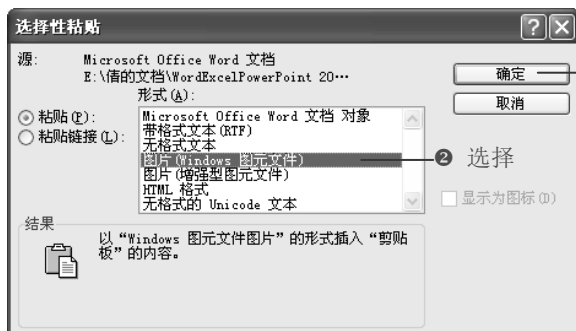 选择性粘贴
源: Microsoft Office Word 文档
E:\倩的文档\WordExcelPowerPoint 20…
形式(A):
粘贴(P):
粘贴链接(L):
Microsoft Office Word 文档 对象
带格式文本(RTF)
无格式文本
图片(Windows 图元文件)
图片(增强型图元文件)
HTML 格式
无格式的 Unicode 文本
确定
取消
❷ 选择
显示为图标(D)
结果
以“Windows 图元文件图片”的形式插入“剪贴
板”的内容。